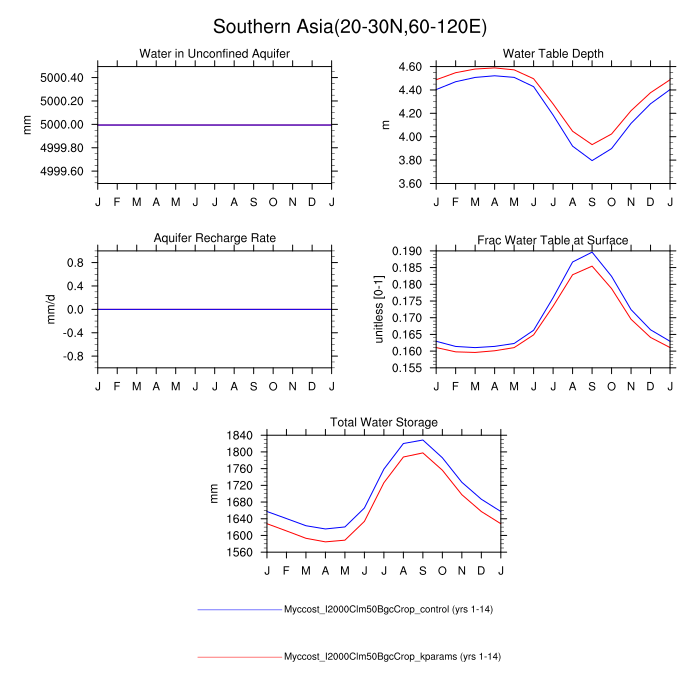 Southern Asia(20-30N,60-120E)
Water in Unconfined Aquifer
mm
5000.40
5000.20
5000.00
4999.80
4999.60
J F M A M J J A S O N D J
Water Table Depth
m
4.60
4.40
4.20
4.00
3.80
3.60
J F M A M J J A S O N D J
Aquifer Recharge Rate
mm/d
0.8
0.4
0.0
-0.4
-0.8
J F M A M J J A S O N D J
Frac Water Table at Surface
unitless [0-1]
0.190
0.185
0.180
0.175
0.170
0.165
0.160
0.155
J F M A M J J A S O N D J
Total Water Storage
mm
1840
1800
1760
1720
1680
1640
1600
1560
J F M A M J J A S O N D J
Myccost_I2000Clm50BgcCrop_control (yrs 1-14)
Myccost_I2000Clm50BgcCrop_kparams (yrs 1-14)